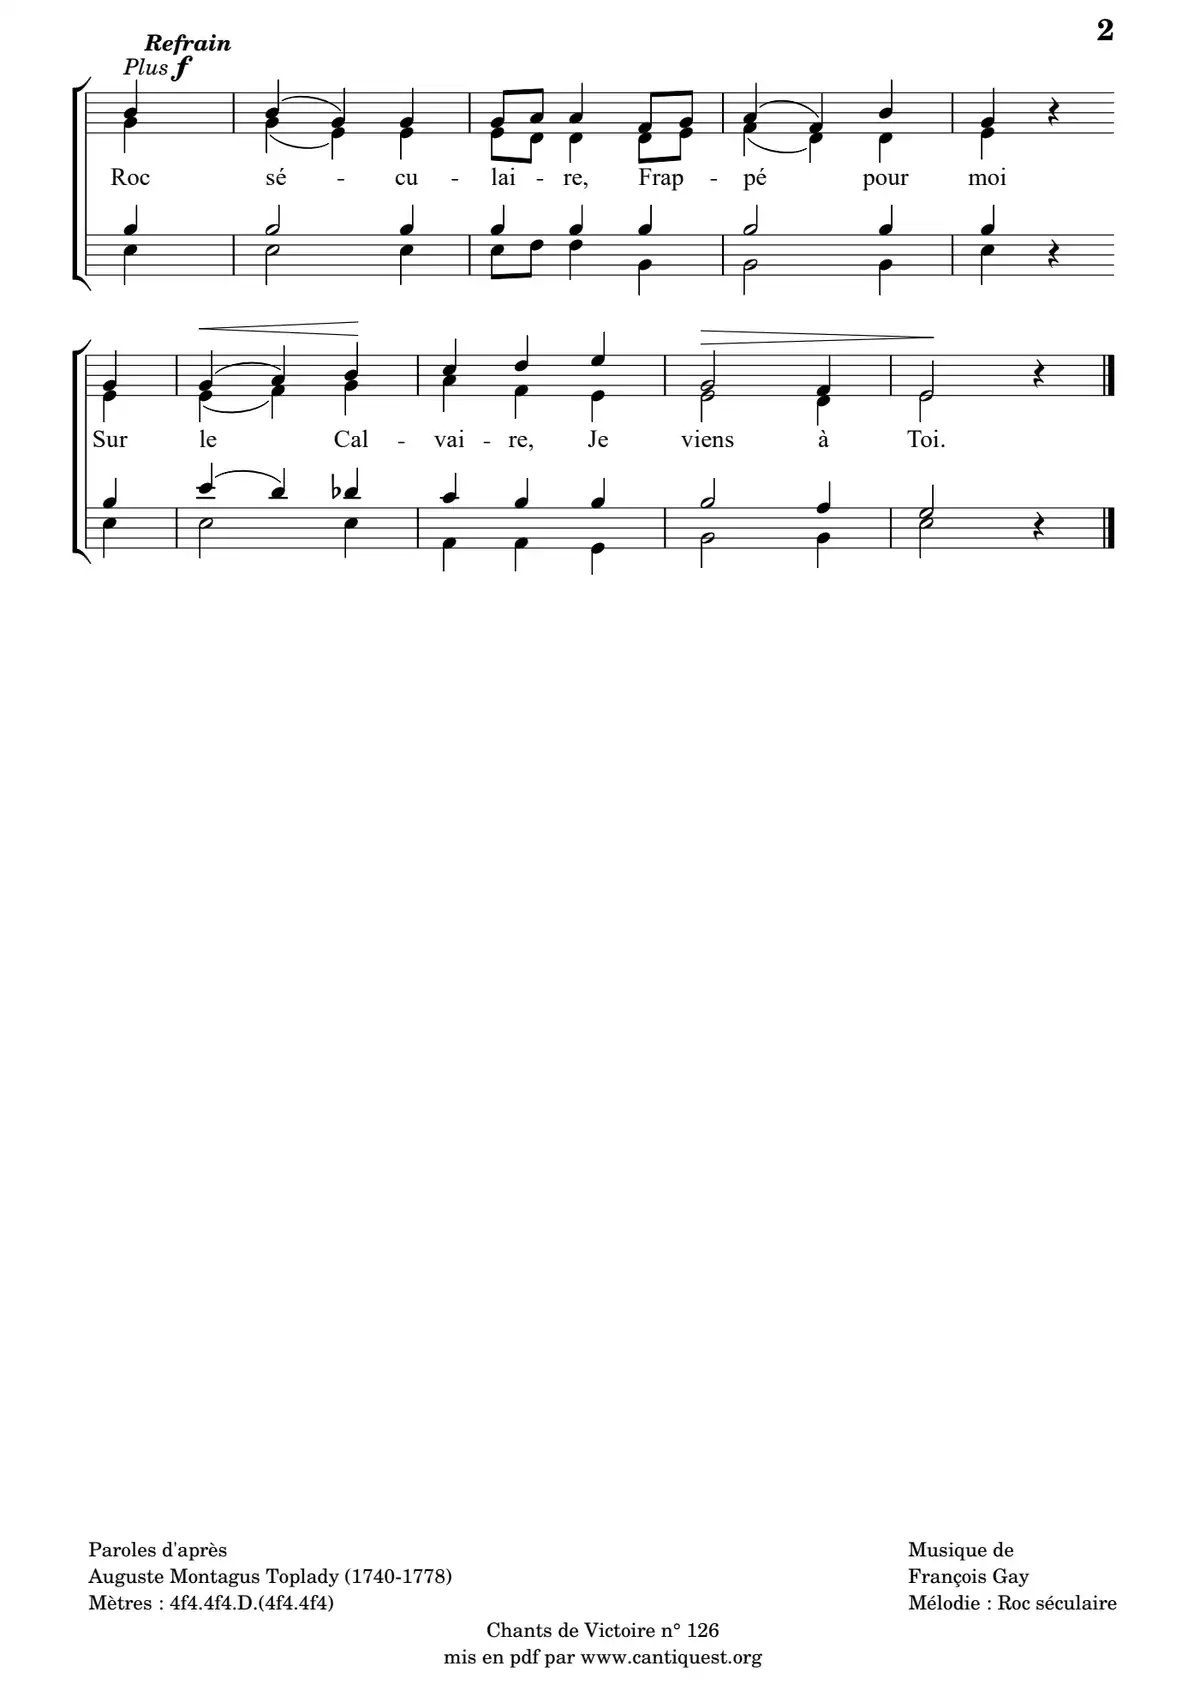 2
Refrain
Plus f
Roc sé - cu - lai - re, Frap - pé pour moi
Sur le Cal - vai - re, Je viens à Toi.
Paroles d'après
Auguste Montagus Toplady (1740-1778)
Mètres : 4f4.4f4.D.(4f4.4f4)
Musique de
François Gay
Mélodie : Roc séculaire
Chants de Victoire n° 126
mis en pdf par www.cantiquest.org